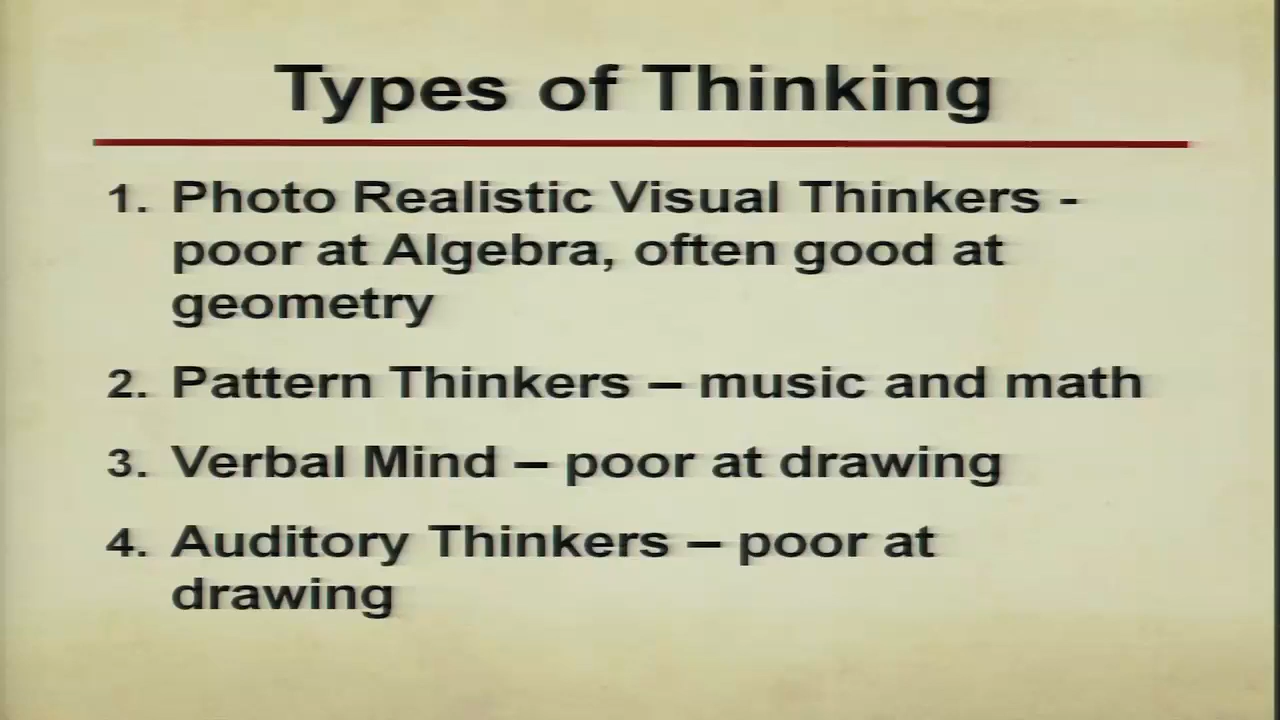 Types of Thinking
1. Photo Realistic Visual Thinkers -
poor at Algebra, often good at
geometry
2. Pattern Thinkers – music and math
3. Verbal Mind – poor at drawing
4. Auditory Thinkers – poor at
drawing